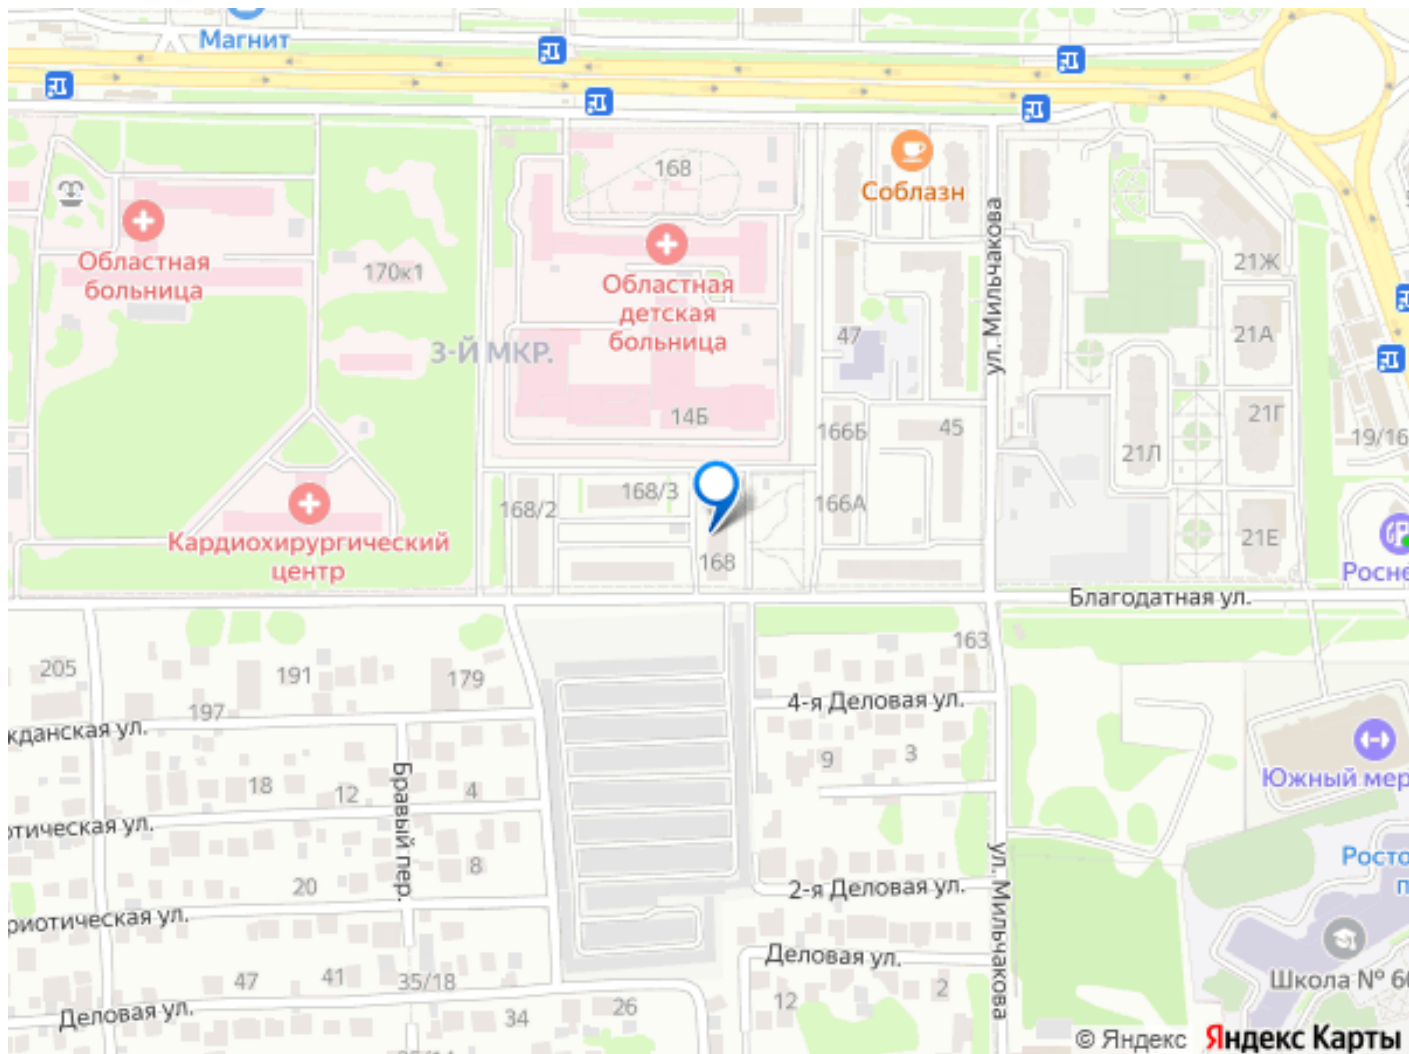 Магнит
168
Соблазн
ул. Мильчакова
Областная
больница
170к1
Областная
детская
больница
3-Й МКР.
47
21Ж
21А
14Б
166Б
45
21Г
21Л
19/16
168/2
168/3
166А
21Е
Кардиохирургический
центр
168
Росне
Благодатная ул.
205
191
179
163
197
4-я Деловая ул.
жданская ул.
9
3
Южный мер
18
12
4
Бравый пер.
отическая ул.
8
20
ул. Мильчакова
Росто
п
2-я Деловая ул.
риотическая ул.
Деловая ул.
47
41
35/18
Школа № 60
12
2
26
34
Деловая ул.
© Яндекс Яндекс Карты